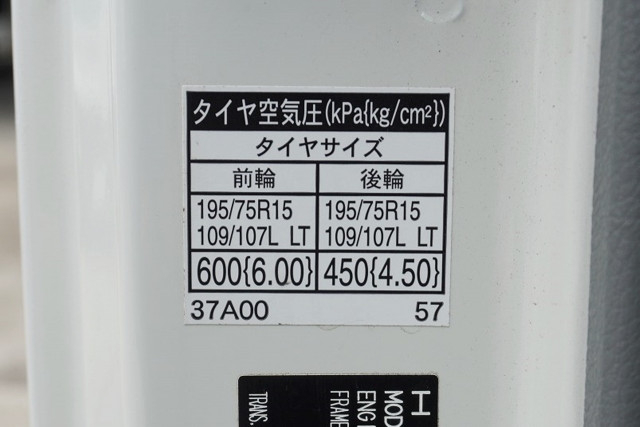 タイヤ空気圧(kPa{kg/cm²})
タイヤサイズ
前輪 後輪
195/75R15 195/75R15
109/107L LT 109/107L LT
600{6.00} 450{4.50}
37A00 57
H
MOD
ENG
FRAME
TRANS.